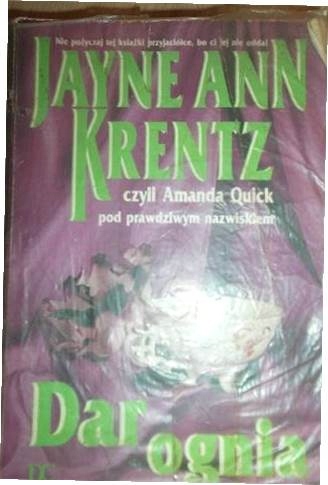 Nie pożyczaj tej książki przyjaciółce, bo ci jej nie odda!
JAYNE ANN
KRENTZ
czyli Amanda Quick
pod prawdziwym nazwiskiem
Dar
ognia